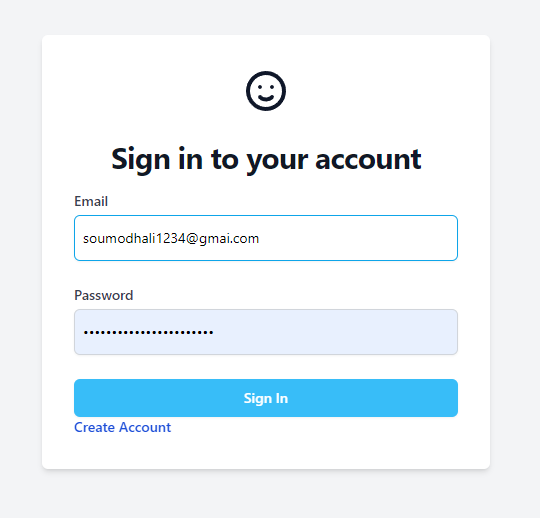 Sign in to your account
Email
soumodhali1234@gmai.com
Password
•••••••••••••••••••••••
Sign In
Create Account